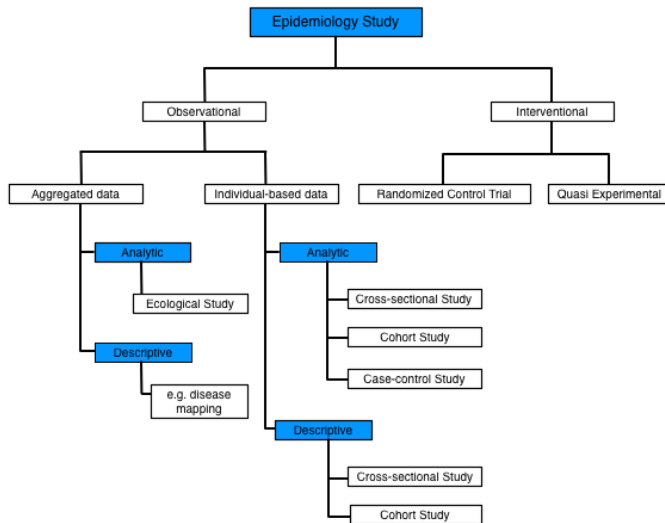 Epidemiology Study
Observational
Interventional
Aggregated data
Individual-based data
Randomized Control Trial
Quasi Experimental
Analytic
Ecological Study
Descriptive
e.g. disease
mapping
Analytic
Cross-sectional Study
Cohort Study
Case-control Study
Descriptive
Cross-sectional Study
Cohort Study